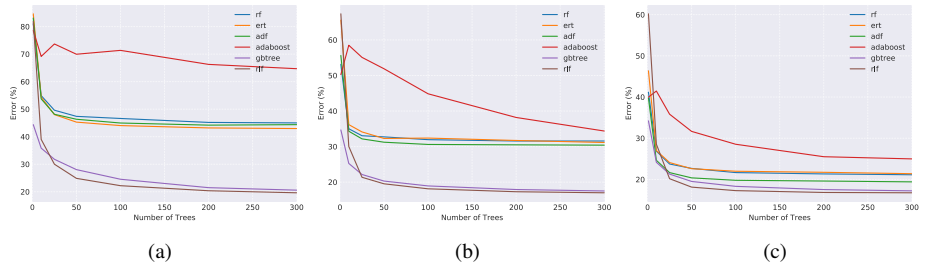 rf
ert
adf
adaboost
gbtree
rlf
Error (%)
80
70
60
50
40
30
20
0 50 100 150 200 250 300
Number of Trees
(a)
rf
ert
adf
adaboost
gbtree
rlf
Error (%)
60
50
40
30
20
0 50 100 150 200 250 300
Number of Trees
(b)
rf
ert
adf
adaboost
gbtree
rlf
Error (%)
60
50
40
30
20
0 50 100 150 200 250 300
Number of Trees
(c)